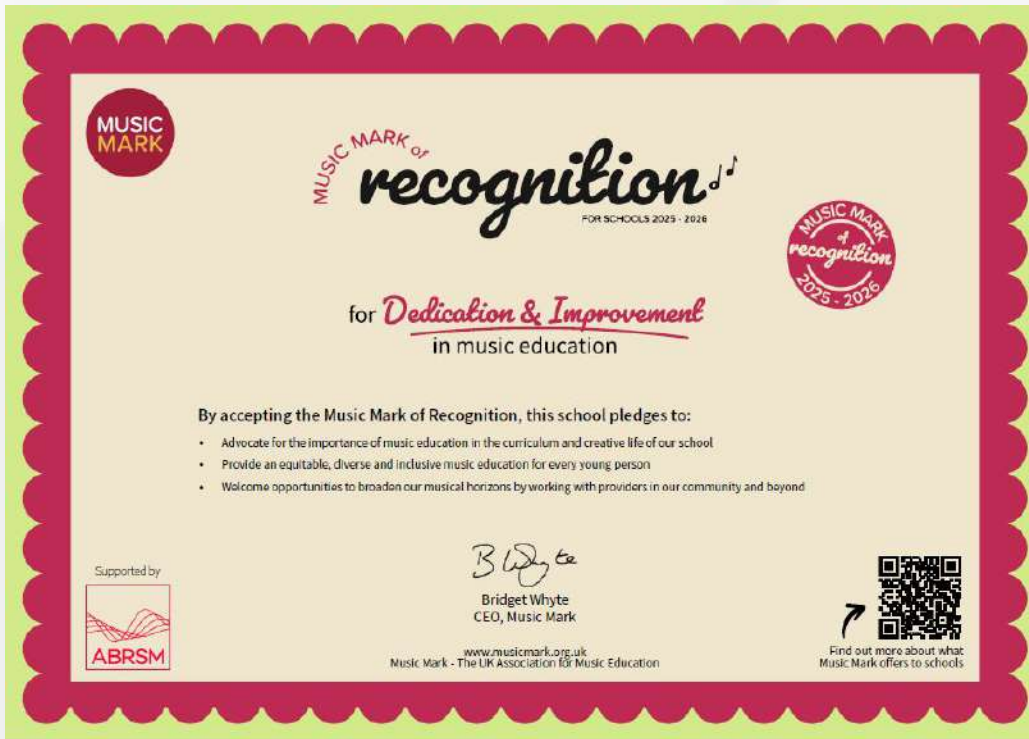 MUSIC
MARK
MUSIC MARK of
recognition
FOR SCHOOLS 2025 - 2026
MUSIC MARK
of
recognition
2025 - 2026
for Dedication & Improvement
in music education
By accepting the Music Mark of Recognition, this school pledges to:
• Advocate for the importance of music education in the curriculum and creative life of our school
• Provide an equitable, diverse and inclusive music education for every young person
• Welcome opportunities to broaden our musical horizons by working with providers in our community and beyond
Supported by
ABRSM
B Whyte
Bridget Whyte
CEO, Music Mark
www.musicmark.org.uk
Music Mark - The UK Association for Music Education
Find out more about what
Music Mark offers to schools